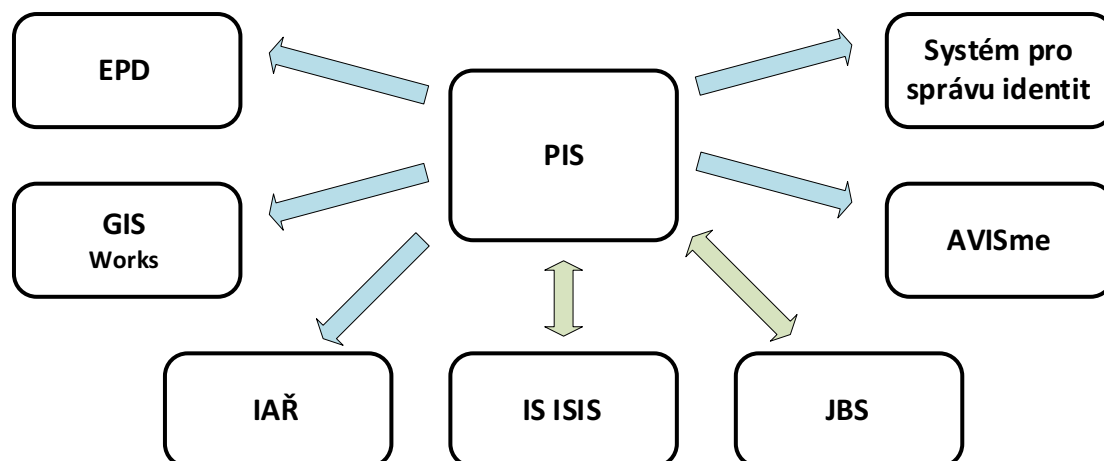 EPD
Systém pro
správu identit
PIS
GIS
Works
AVISme
IAŘ
IS ISIS
JBS